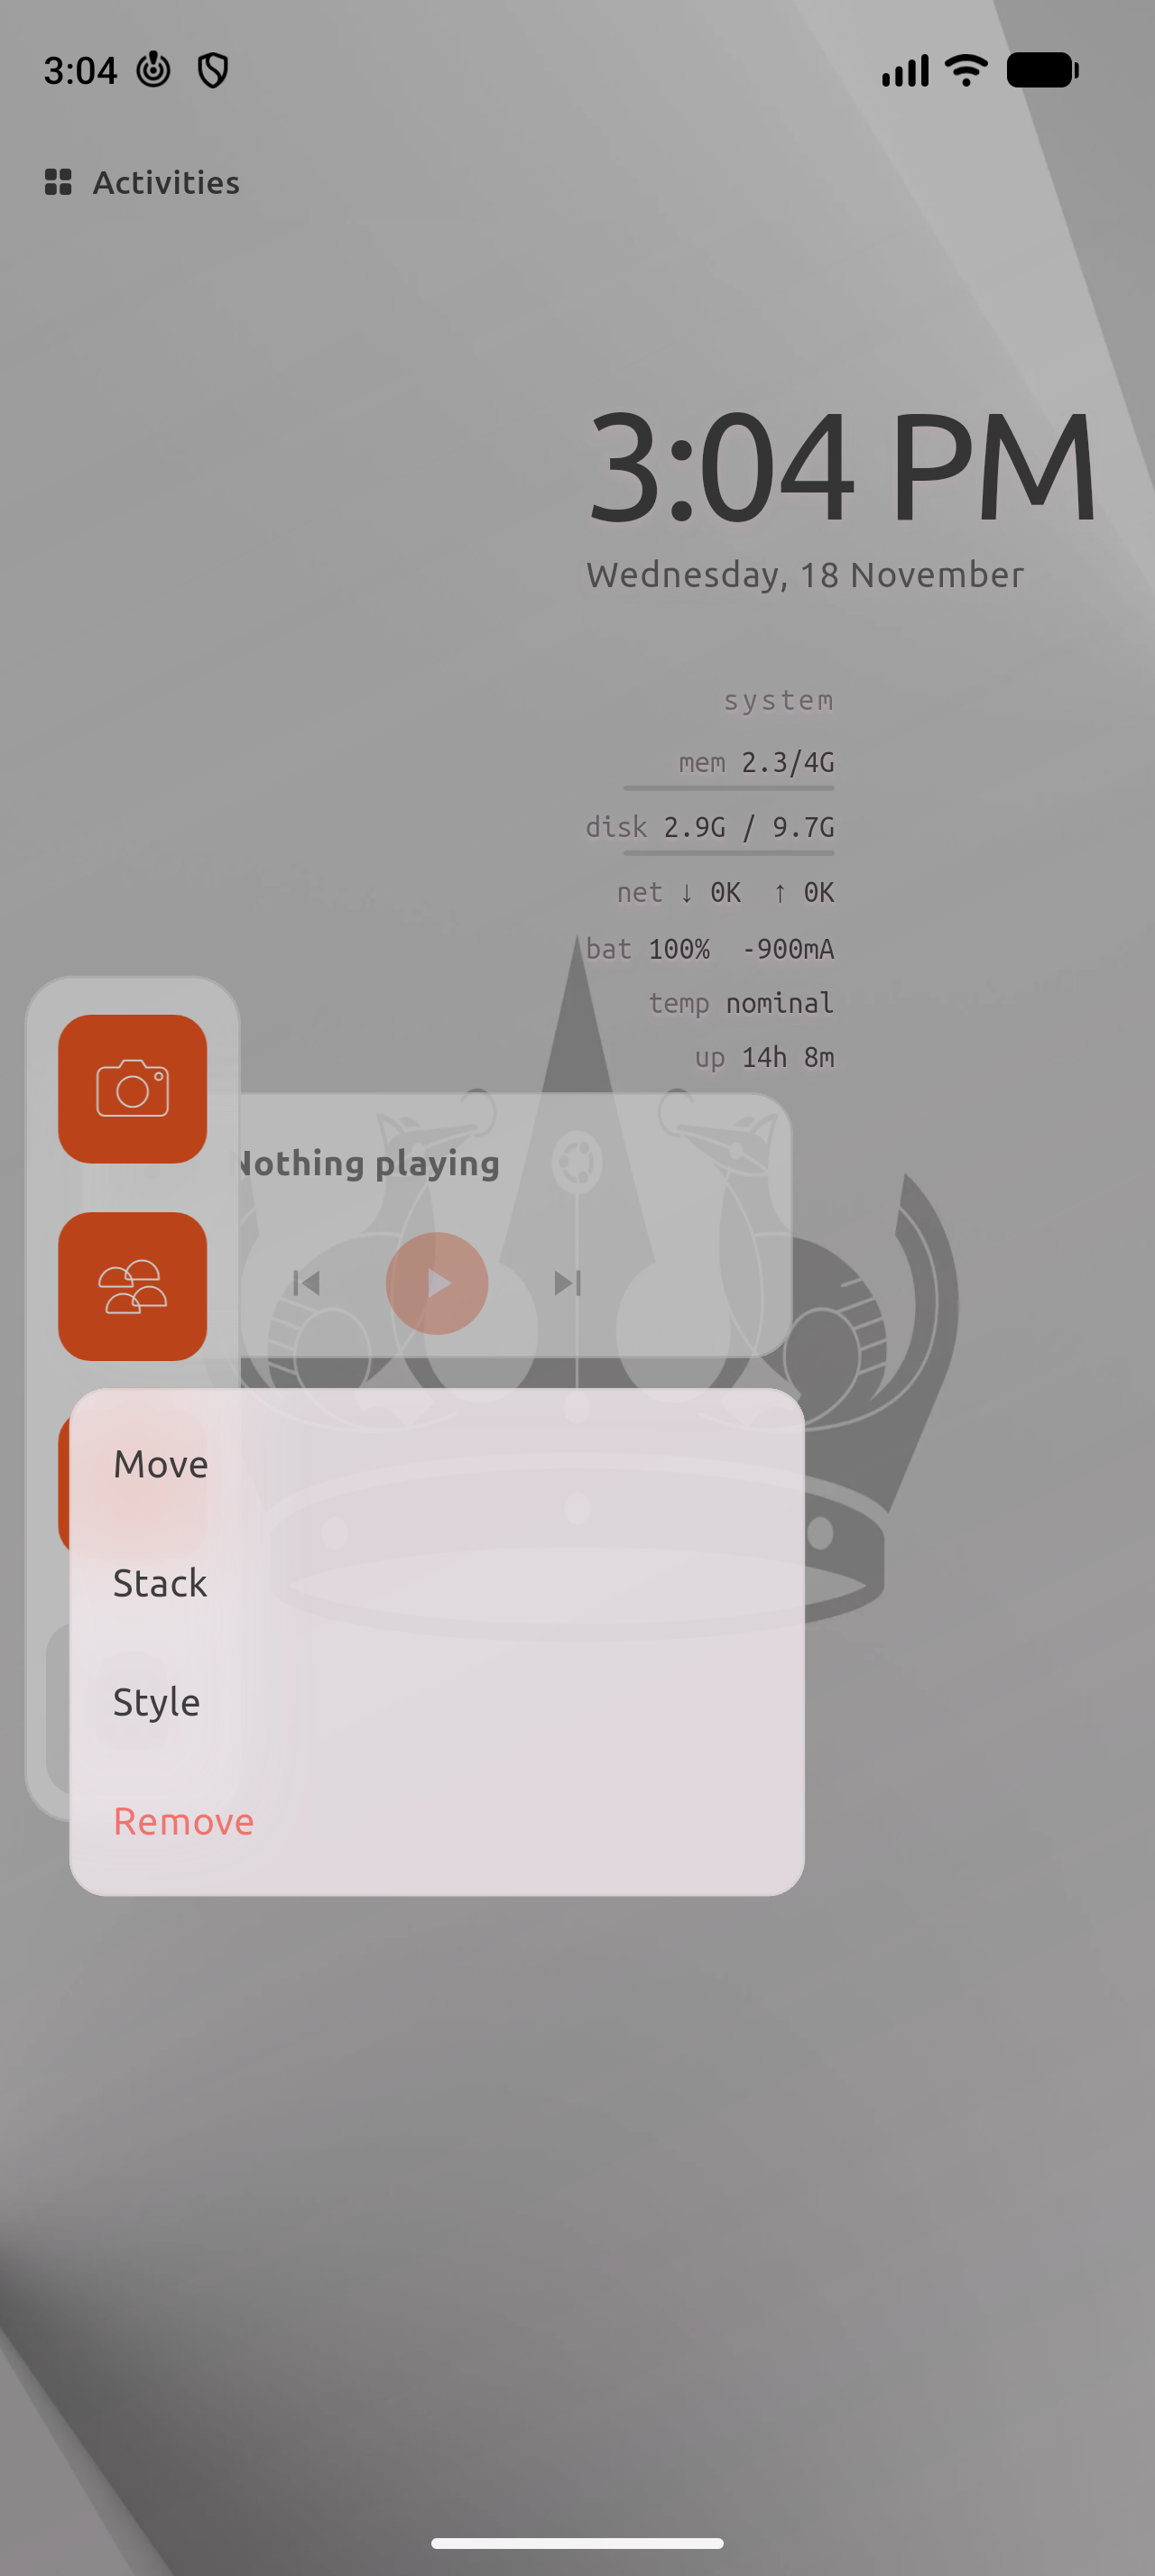 3:04
Activities
3:04 PM
Wednesday, 18 November
system
mem 2.3/4G
disk 2.9G / 9.7G
net ↓ 0K ↑ 0K
bat 100% -900mA
temp nominal
up 14h 8m
Nothing playing
Move
Stack
Style
Remove